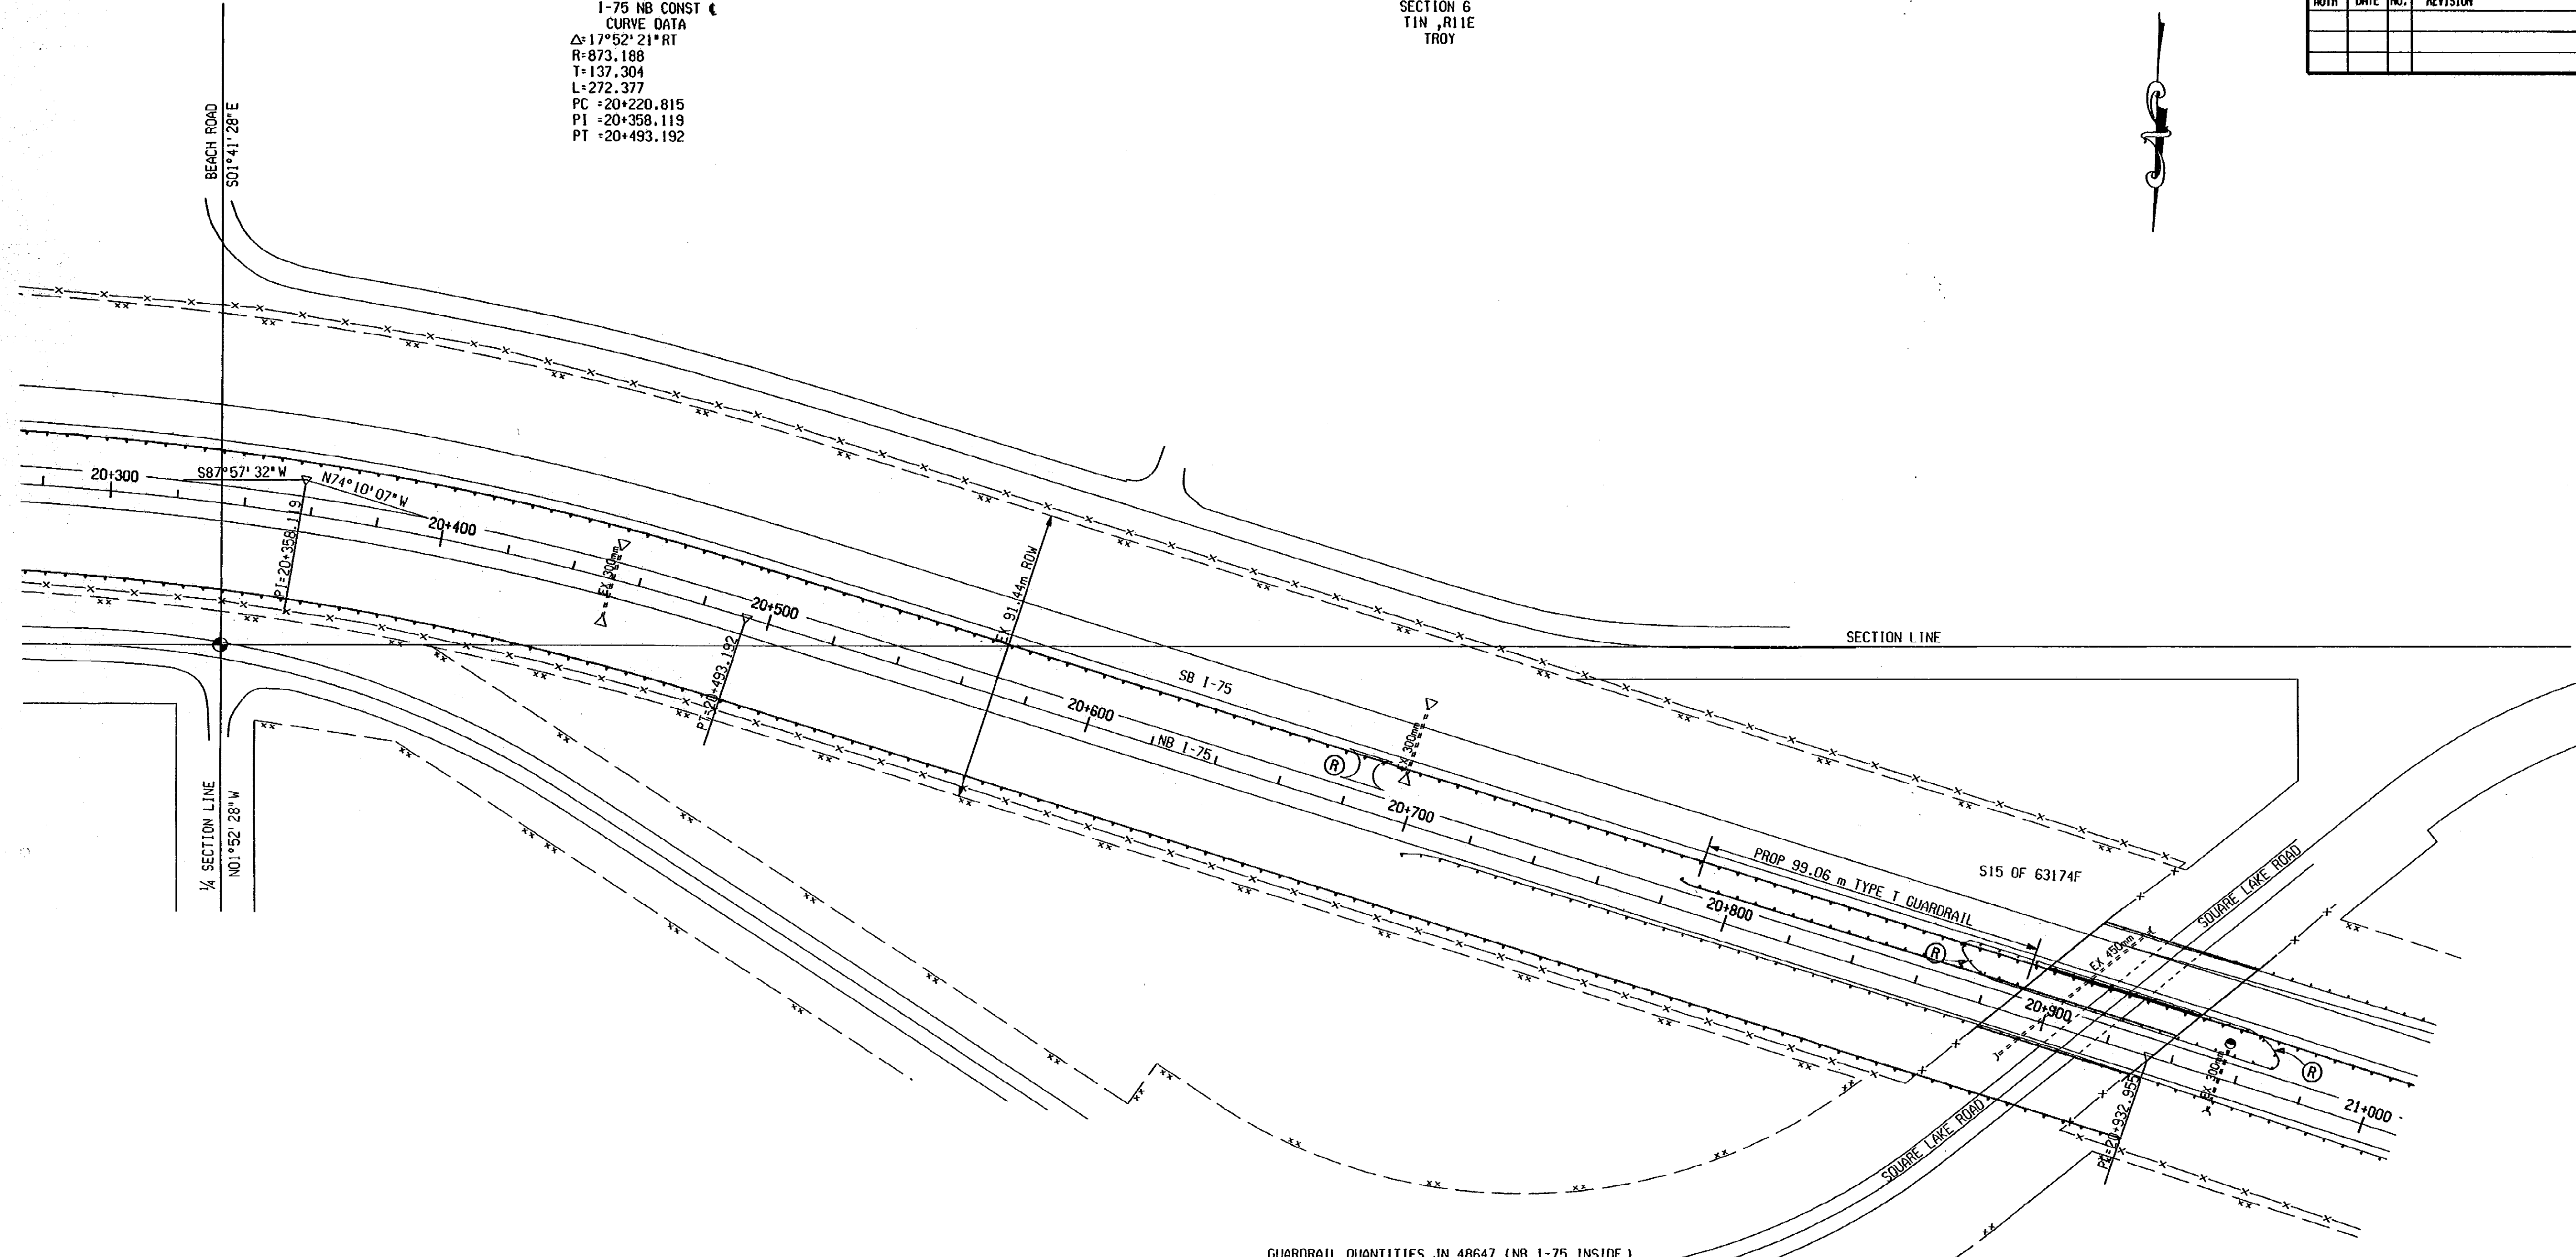 I-75 NB CONST ℄
CURVE DATA
Δ=17°52'21"RT
R=873.188
T=137.304
L=272.377
PC =20+220.815
PI =20+358.119
PT =20+493.192
SECTION 6
T1N ,R11E
TROY
AUTH DATE NO. REVISION
BEACH ROAD
S01°41'28"E
20+300
S87°57'32"W
N74°10'07"W
PI=20+358.119
20+400
EX 300mm
20+500
PT=20+493.192
EX 91.44m ROW
SECTION LINE
SB I-75
20+600
NB I-75
R
EX 300mm
20+700
PROP 99.06 m TYPE T GUARDRAIL
S15 OF 63174F
SQUARE LAKE ROAD
20+800
R
EX 450mm
20+900
EX 300mm
R
21+000
PI=20+932.955
SQUARE LAKE ROAD
1/4 SECTION LINE
N01°52'28"W
GUARDRAIL QUANTITIES JN 48647 (NB I-75 INSIDE)